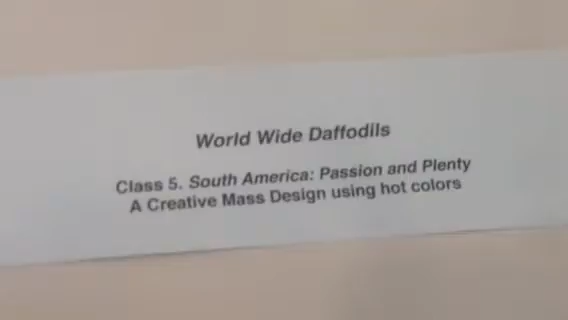 World Wide Daffodils
Class 5. South America: Passion and Plenty
A Creative Mass Design using hot colors